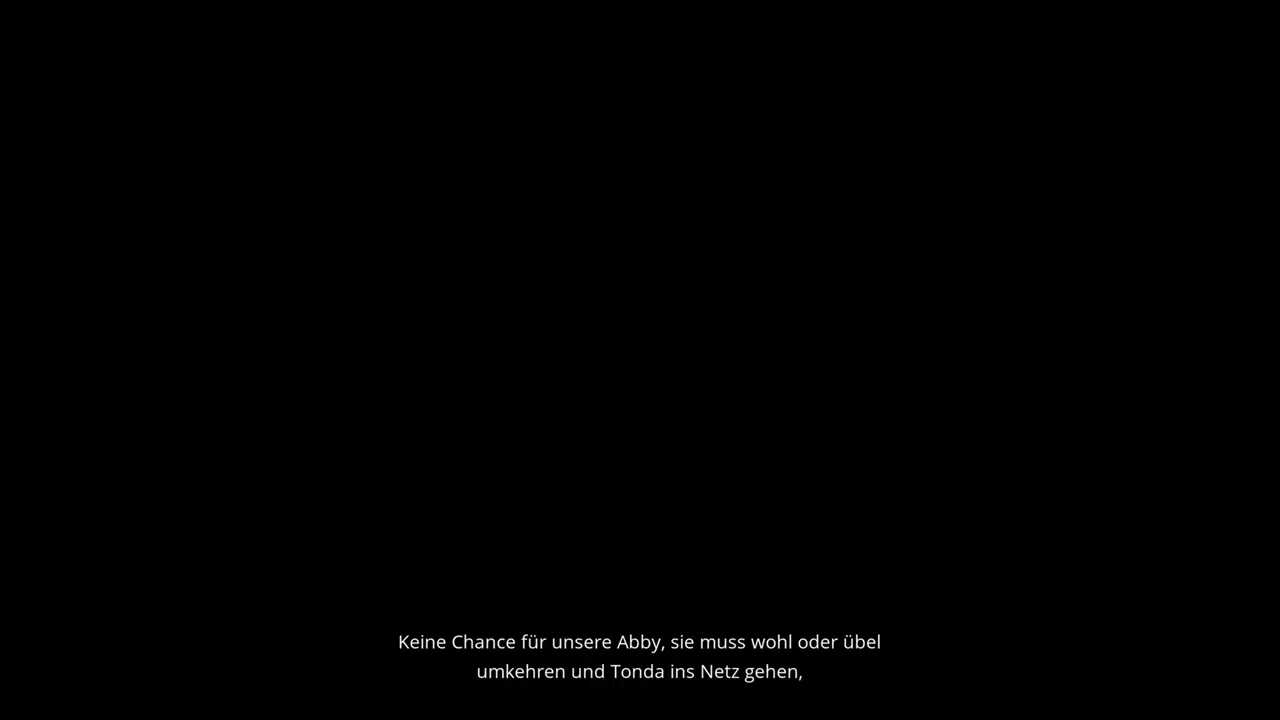 Keine Chance für unsere Abby, sie muss wohl oder übel
umkehren und Tonda ins Netz gehen,